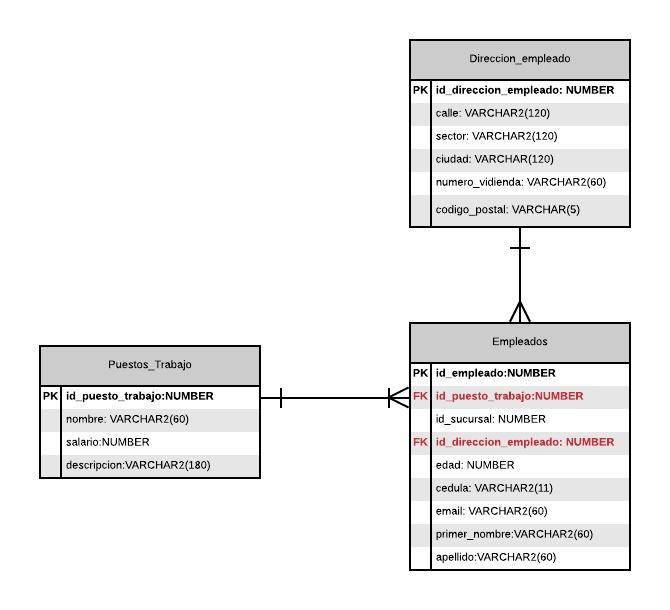 Direccion_empleado
PK id_direccion_empleado: NUMBER
calle: VARCHAR2(120)
sector: VARCHAR2(120)
ciudad: VARCHAR(120)
numero_vidienda: VARCHAR2(60)
codigo_postal: VARCHAR(5)
Puestos_Trabajo
PK id_puesto_trabajo:NUMBER
nombre: VARCHAR2(60)
salario:NUMBER
descripcion:VARCHAR2(180)
Empleados
PK id_empleado:NUMBER
FK id_puesto_trabajo:NUMBER
id_sucursal: NUMBER
FK id_direccion_empleado: NUMBER
edad: NUMBER
cedula: VARCHAR2(11)
email: VARCHAR2(60)
primer_nombre:VARCHAR2(60)
apellido:VARCHAR2(60)